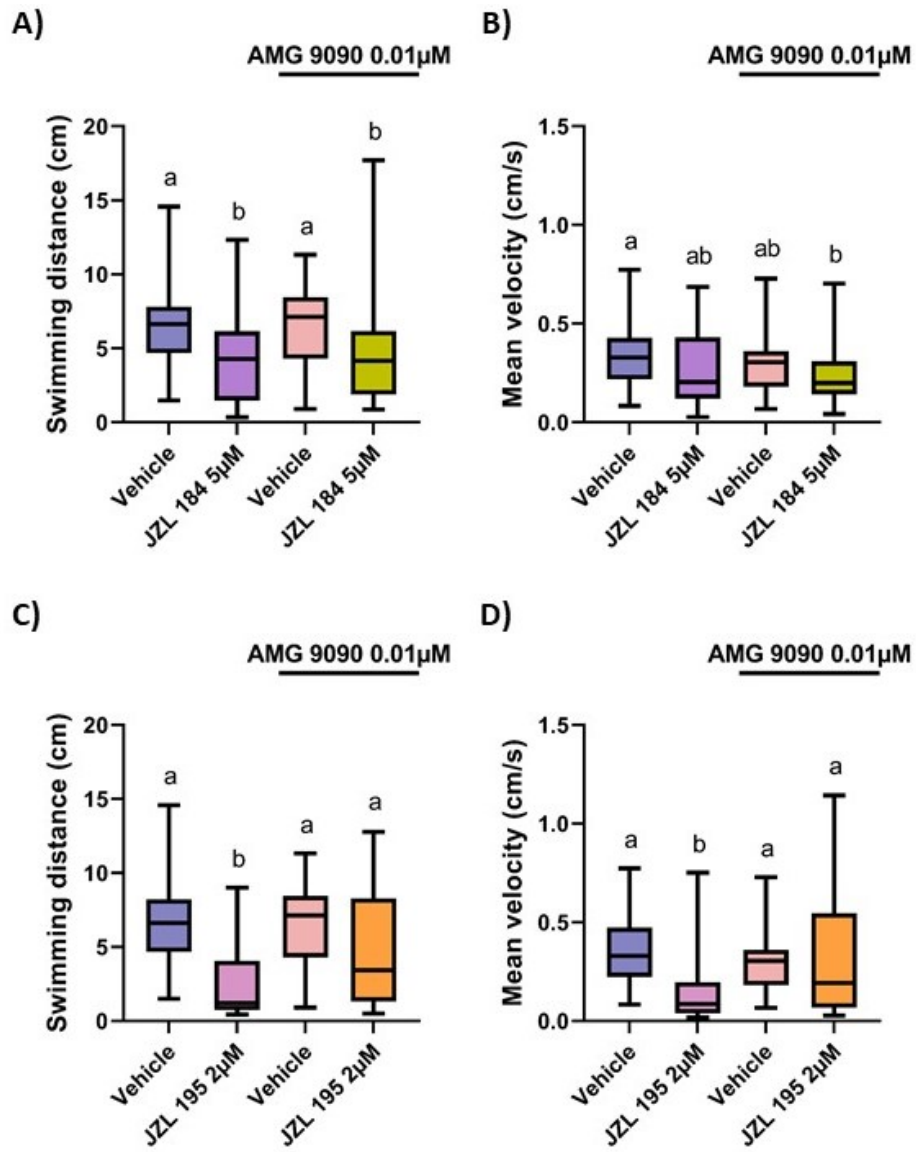 A)
AMG 9090 0.01µM
Swimming distance (cm)
20
15
10
5
0
a
b
a
b
Vehicle
JZL 184 5µM
Vehicle
JZL 184 5µM
B)
AMG 9090 0.01µM
Mean velocity (cm/s)
1.5
1.0
0.5
0.0
a
ab
ab
b
Vehicle
JZL 184 5µM
Vehicle
JZL 184 5µM
C)
AMG 9090 0.01µM
Swimming distance (cm)
20
15
10
5
0
a
b
a
a
Vehicle
JZL 195 2µM
Vehicle
JZL 195 2µM
D)
AMG 9090 0.01µM
Mean velocity (cm/s)
1.5
1.0
0.5
0.0
a
b
a
a
Vehicle
JZL 195 2µM
Vehicle
JZL 195 2µM